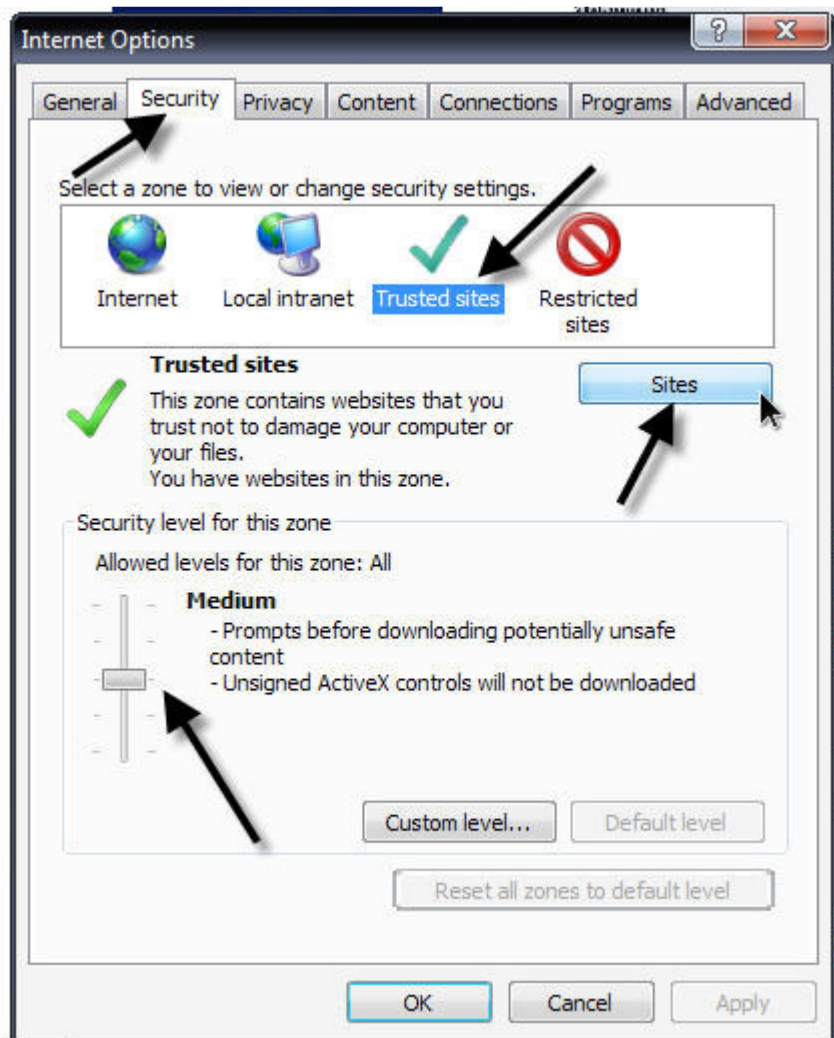 Internet Options
?
General Security Privacy Content Connections Programs Advanced
Select a zone to view or change security settings.
Internet Local intranet Trusted sites Restricted sites
Trusted sites
Sites
This zone contains websites that you
trust not to damage your computer or
your files.
You have websites in this zone.
Security level for this zone
Allowed levels for this zone: All
Medium
- Prompts before downloading potentially unsafe
content
- Unsigned ActiveX controls will not be downloaded
Custom level... Default level
Reset all zones to default level
OK Cancel Apply